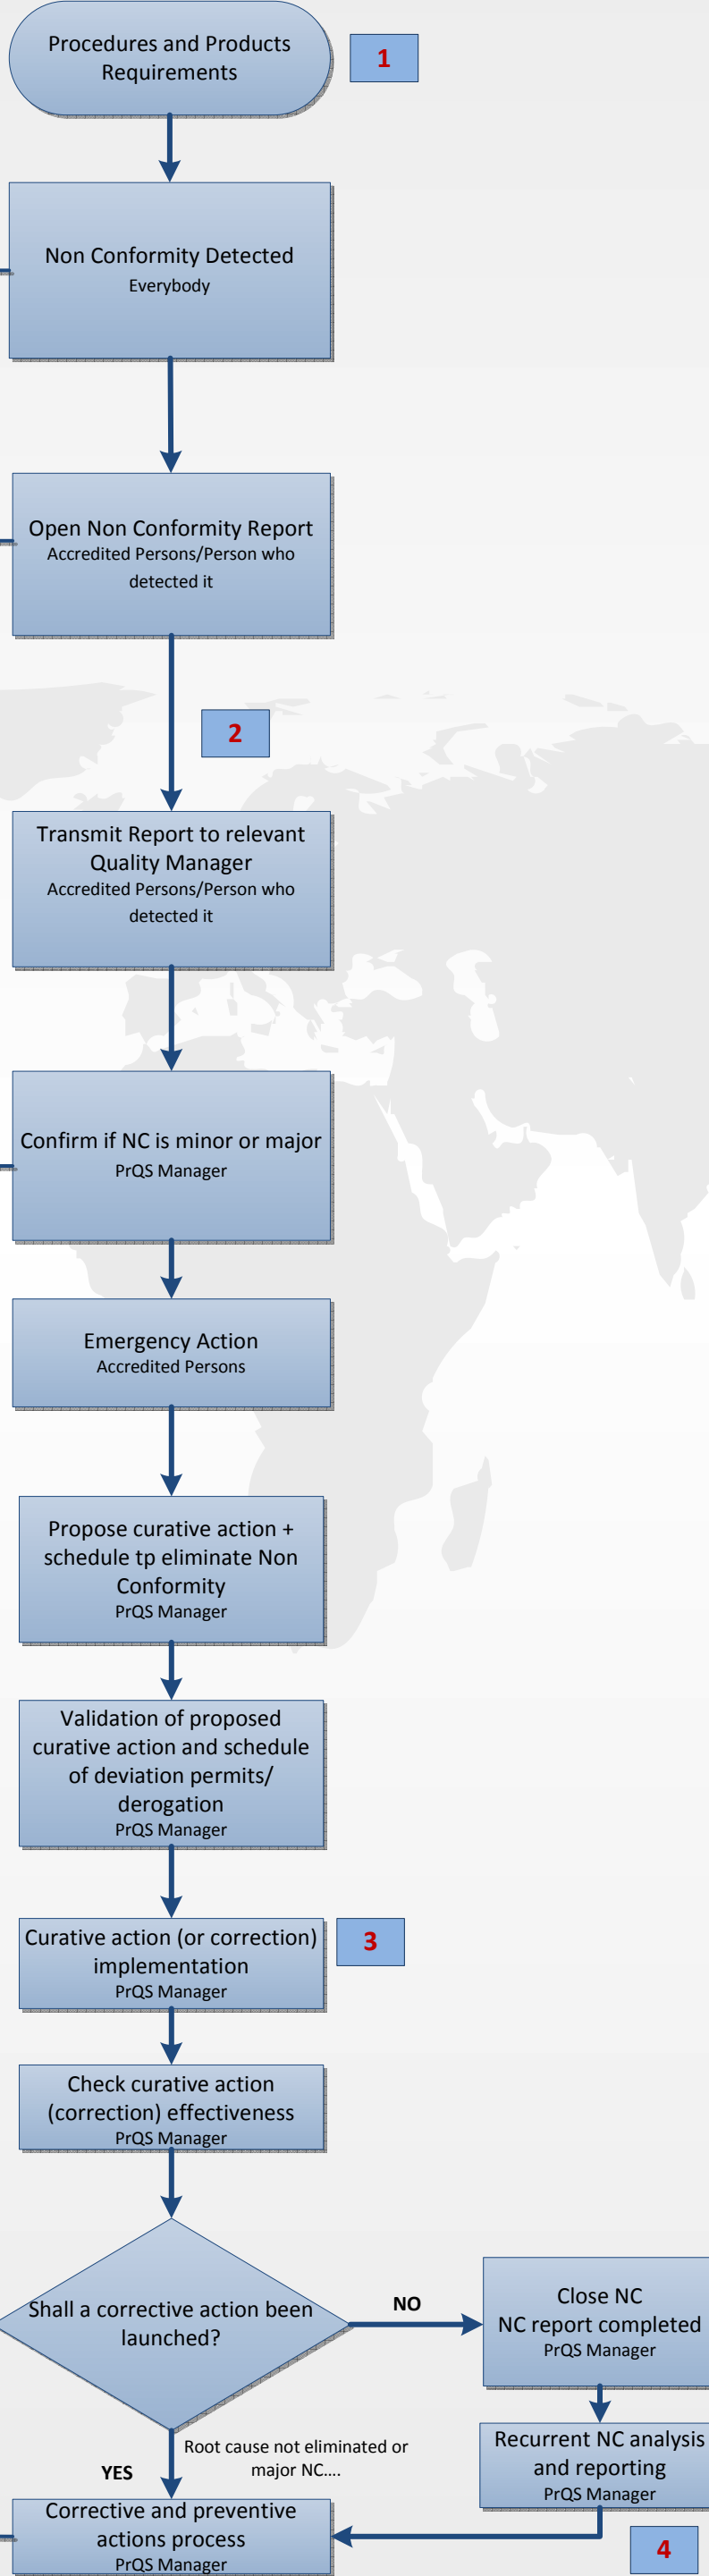 Procedures and Products
Requirements
1
Non Conformity Detected
Everybody
Open Non Conformity Report
Accredited Persons/Person who
detected it
2
Transmit Report to relevant
Quality Manager
Accredited Persons/Person who
detected it
Confirm if NC is minor or major
PrQS Manager
Emergency Action
Accredited Persons
Propose curative action +
schedule tp eliminate Non
Conformity
PrQS Manager
Validation of proposed
curative action and schedule
of deviation permits/
derogation
PrQS Manager
Curative action (or correction)
implementation
PrQS Manager
3
Check curative action
(correction) effectiveness
PrQS Manager
Shall a corrective action been
launched?
NO
Close NC
NC report completed
PrQS Manager
Root cause not eliminated or
major NC....
YES
Recurrent NC analysis
and reporting
PrQS Manager
Corrective and preventive
actions process
PrQS Manager
4